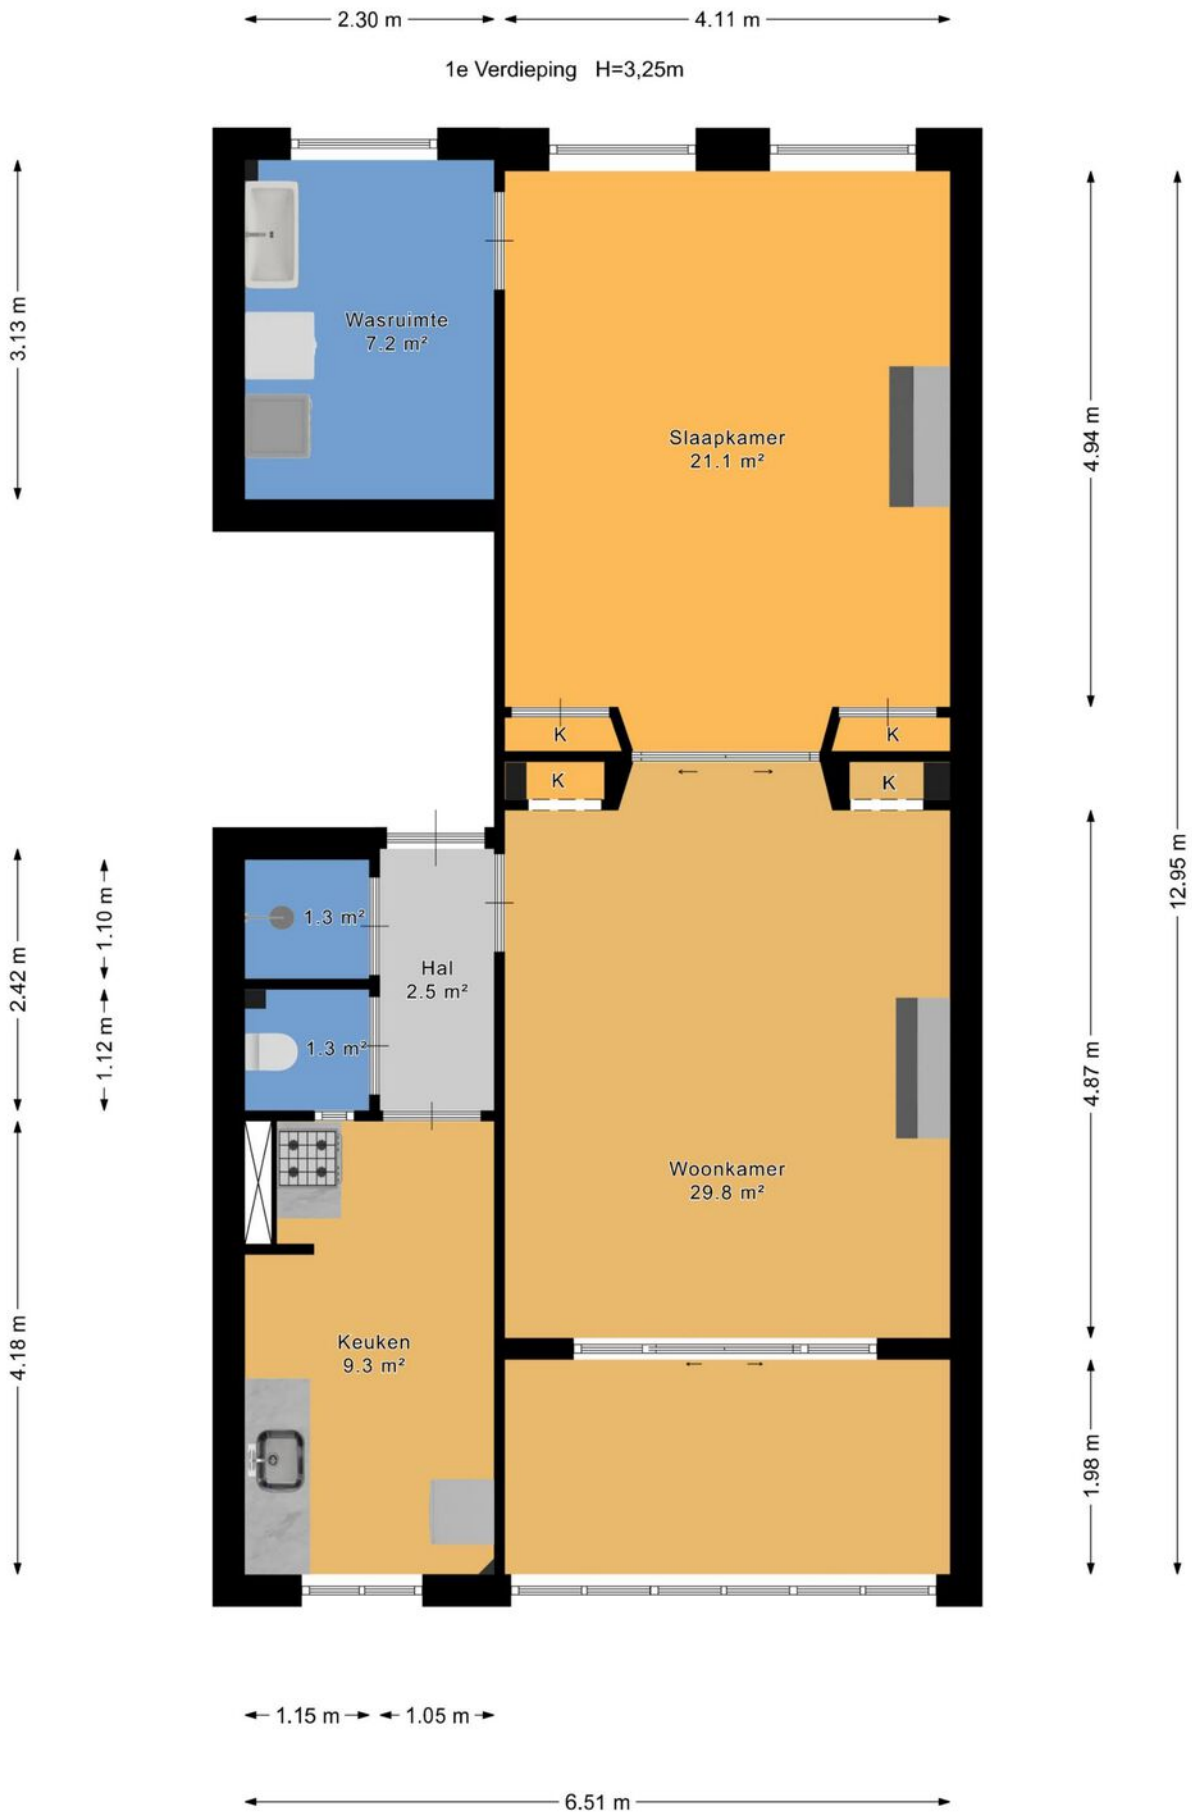 2.30 m
4.11 m
1e Verdieping H=3,25m
3.13 m
Wasruimte
7.2 m²
Slaapkamer
21.1 m²
4.94 m
K
K
K
K
12.95 m
2.42 m
1.10 m
1.3 m²
Hal
2.5 m²
1.12 m
1.3 m²
4.87 m
Woonkamer
29.8 m²
4.18 m
Keuken
9.3 m²
1.98 m
1.15 m
1.05 m
6.51 m